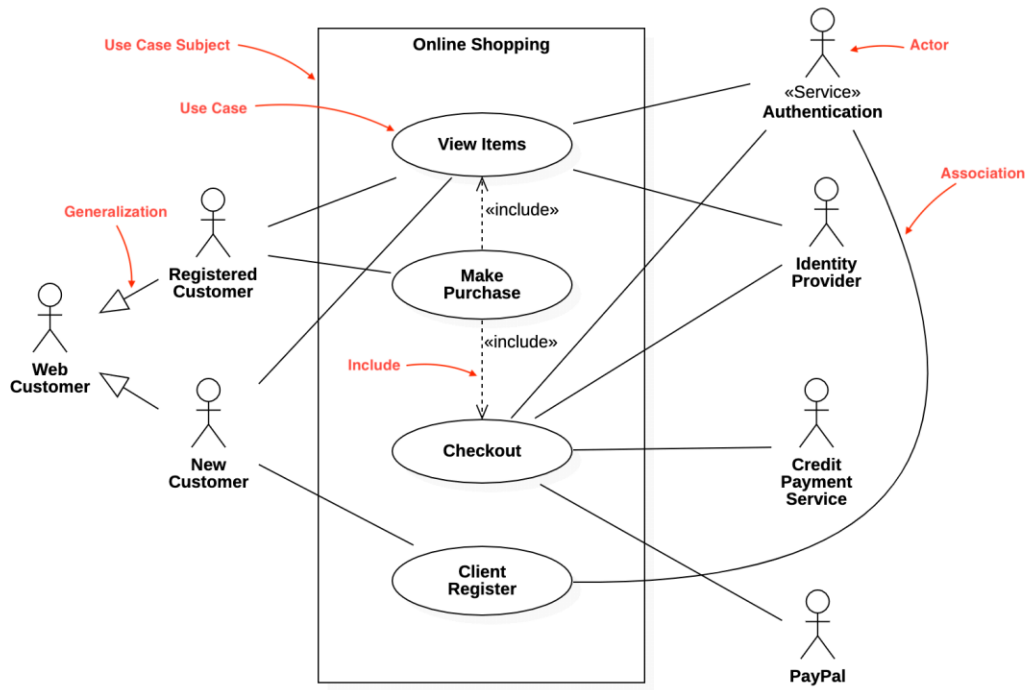 Use Case Subject
Online Shopping
Actor
Use Case
«Service»
Authentication
View Items
Association
Generalization
«include»
Registered
Customer
Make
Purchase
Identity
Provider
«include»
Include
Web
Customer
Checkout
New
Customer
Credit
Payment
Service
Client
Register
PayPal